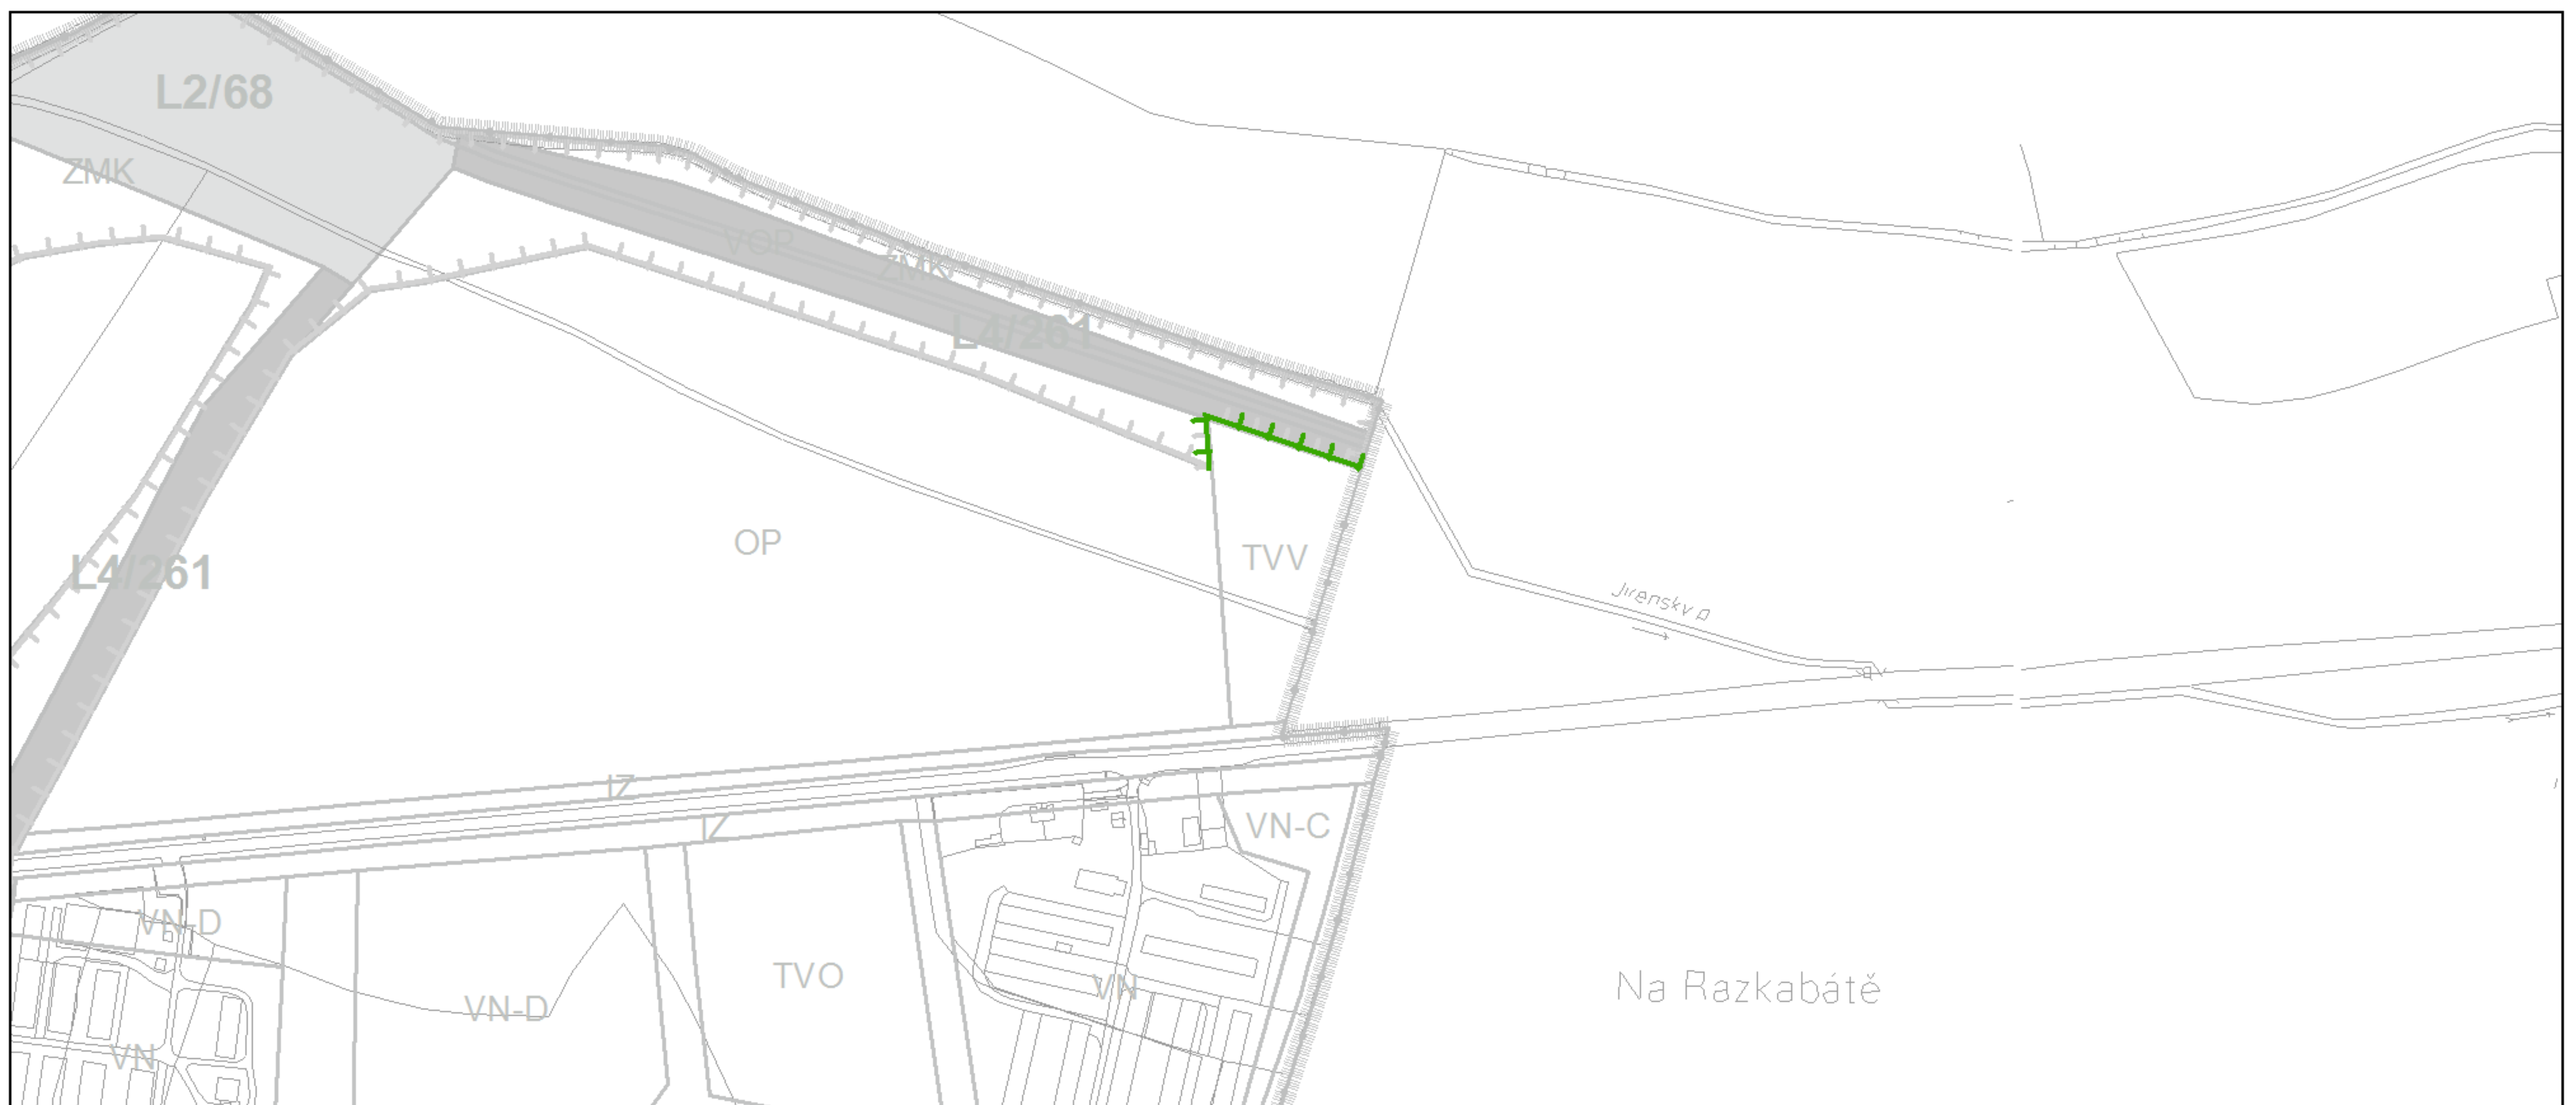 L2/68
ZMK
VOP
ZMK
L4/261
OP
TVV
L4/261
Jirenský p
IZ
IZ
VN-C
VN-D
TVO
VN
Na Razkabátě
VN-D
VN